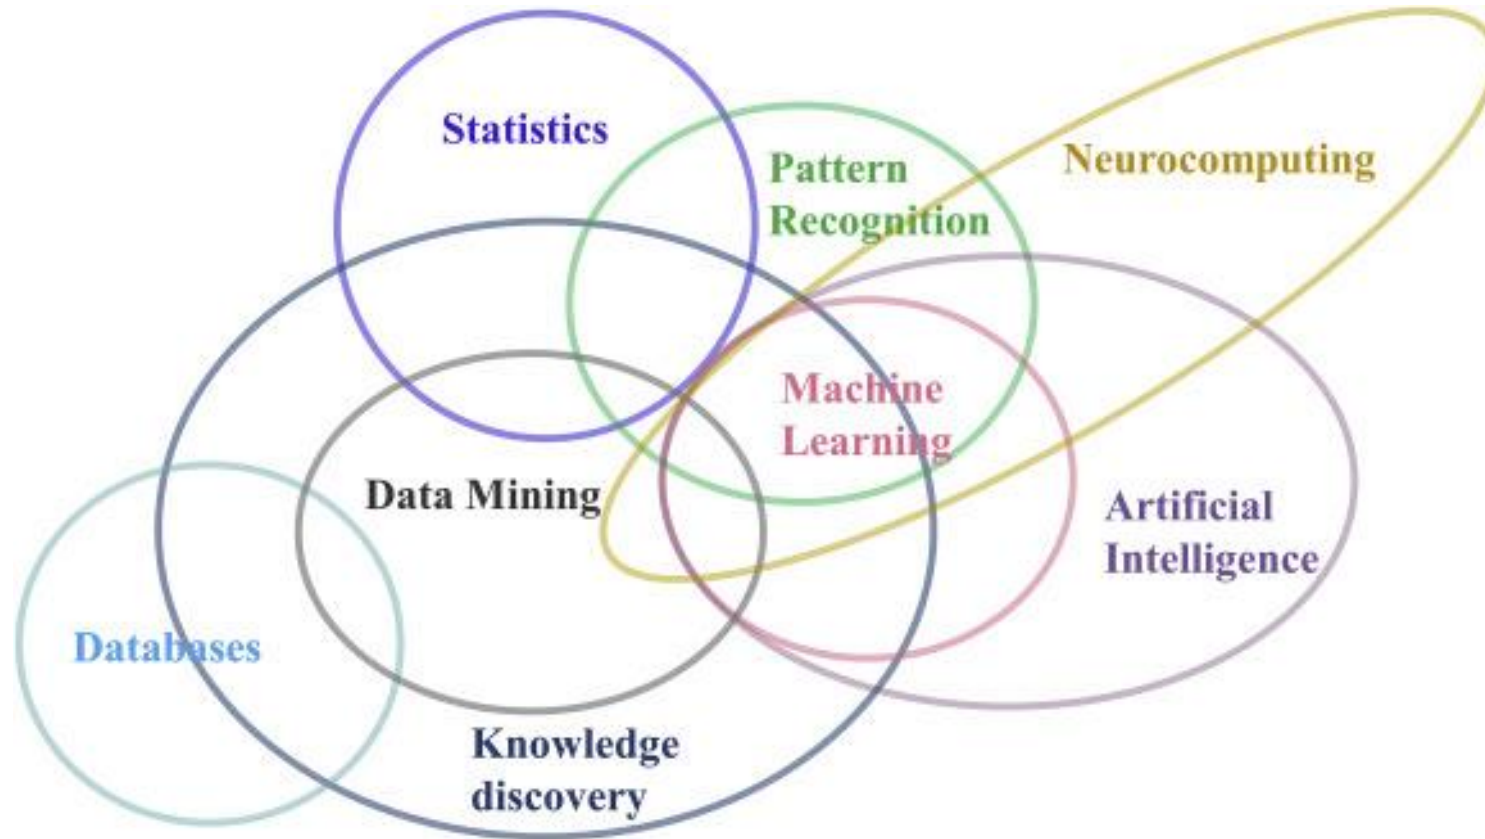 Statistics
Pattern
Recognition
Neurocomputing
Machine
Learning
Data Mining
Artificial
Intelligence
Databases
Knowledge
discovery